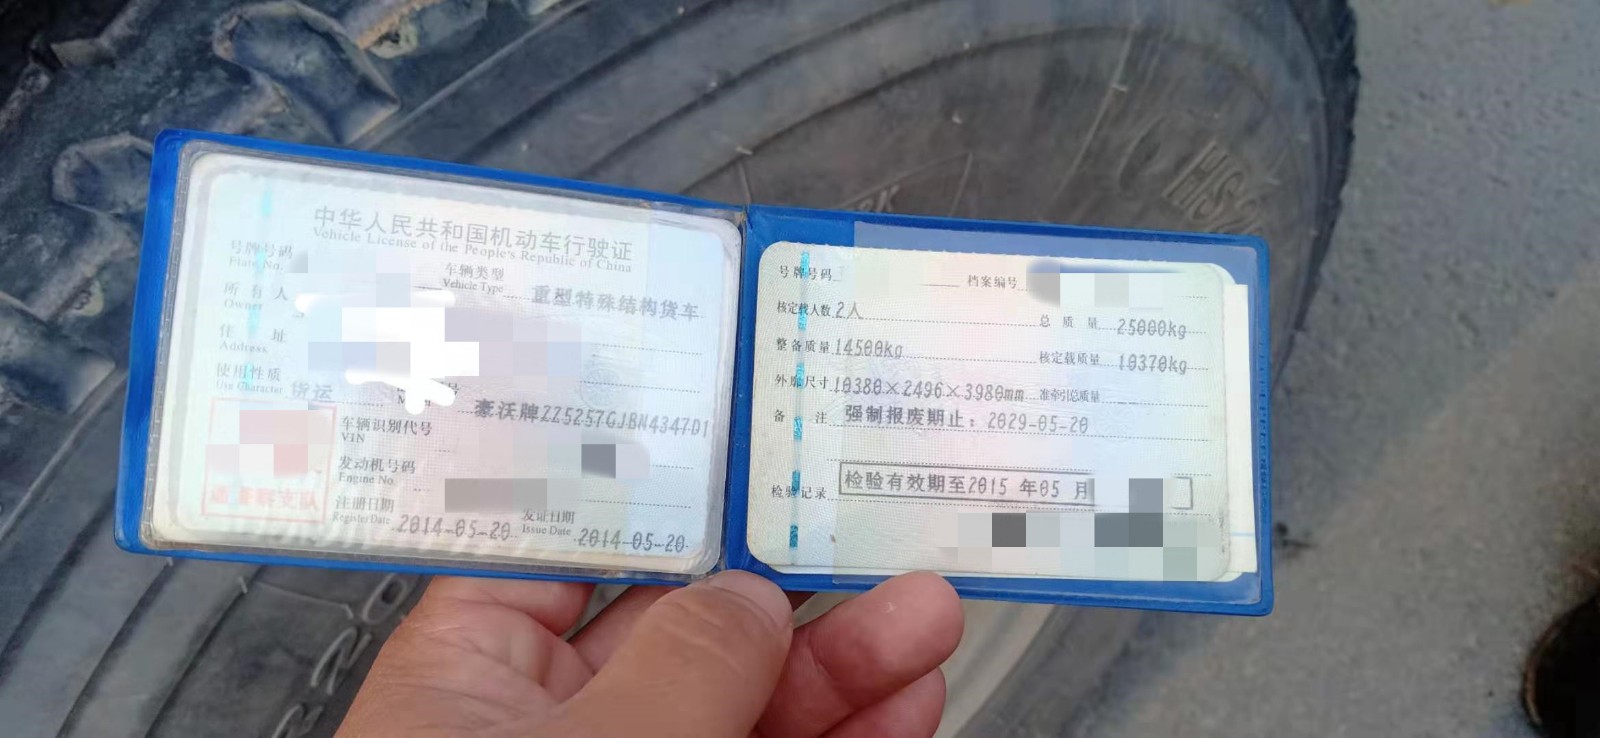 中华人民共和国机动车行驶证
Vehicle License of the People's Republic of China
号牌号码
Plate No.
车辆类型
Vehicle Type
重型特殊结构货车
所有人
Owner
住址
Address
使用性质
Use Character
货运
豪沃牌ZZ5257GJBN4347D1
车辆识别代号
VIN
发动机号码
Engine No.
注册日期
Register Date
2014-05-20
发证日期
Issue Date
2014-05-20
支队
号牌号码
档案编号
核定载人数 2人
总质量 25000kg
整备质量 14500kg
核定载质量 10370kg
外廓尺寸 10380×2496×3980mm
准牵引总质量
备注 强制报废期止：2029-05-20
检验记录 检验有效期至2015 年05 月